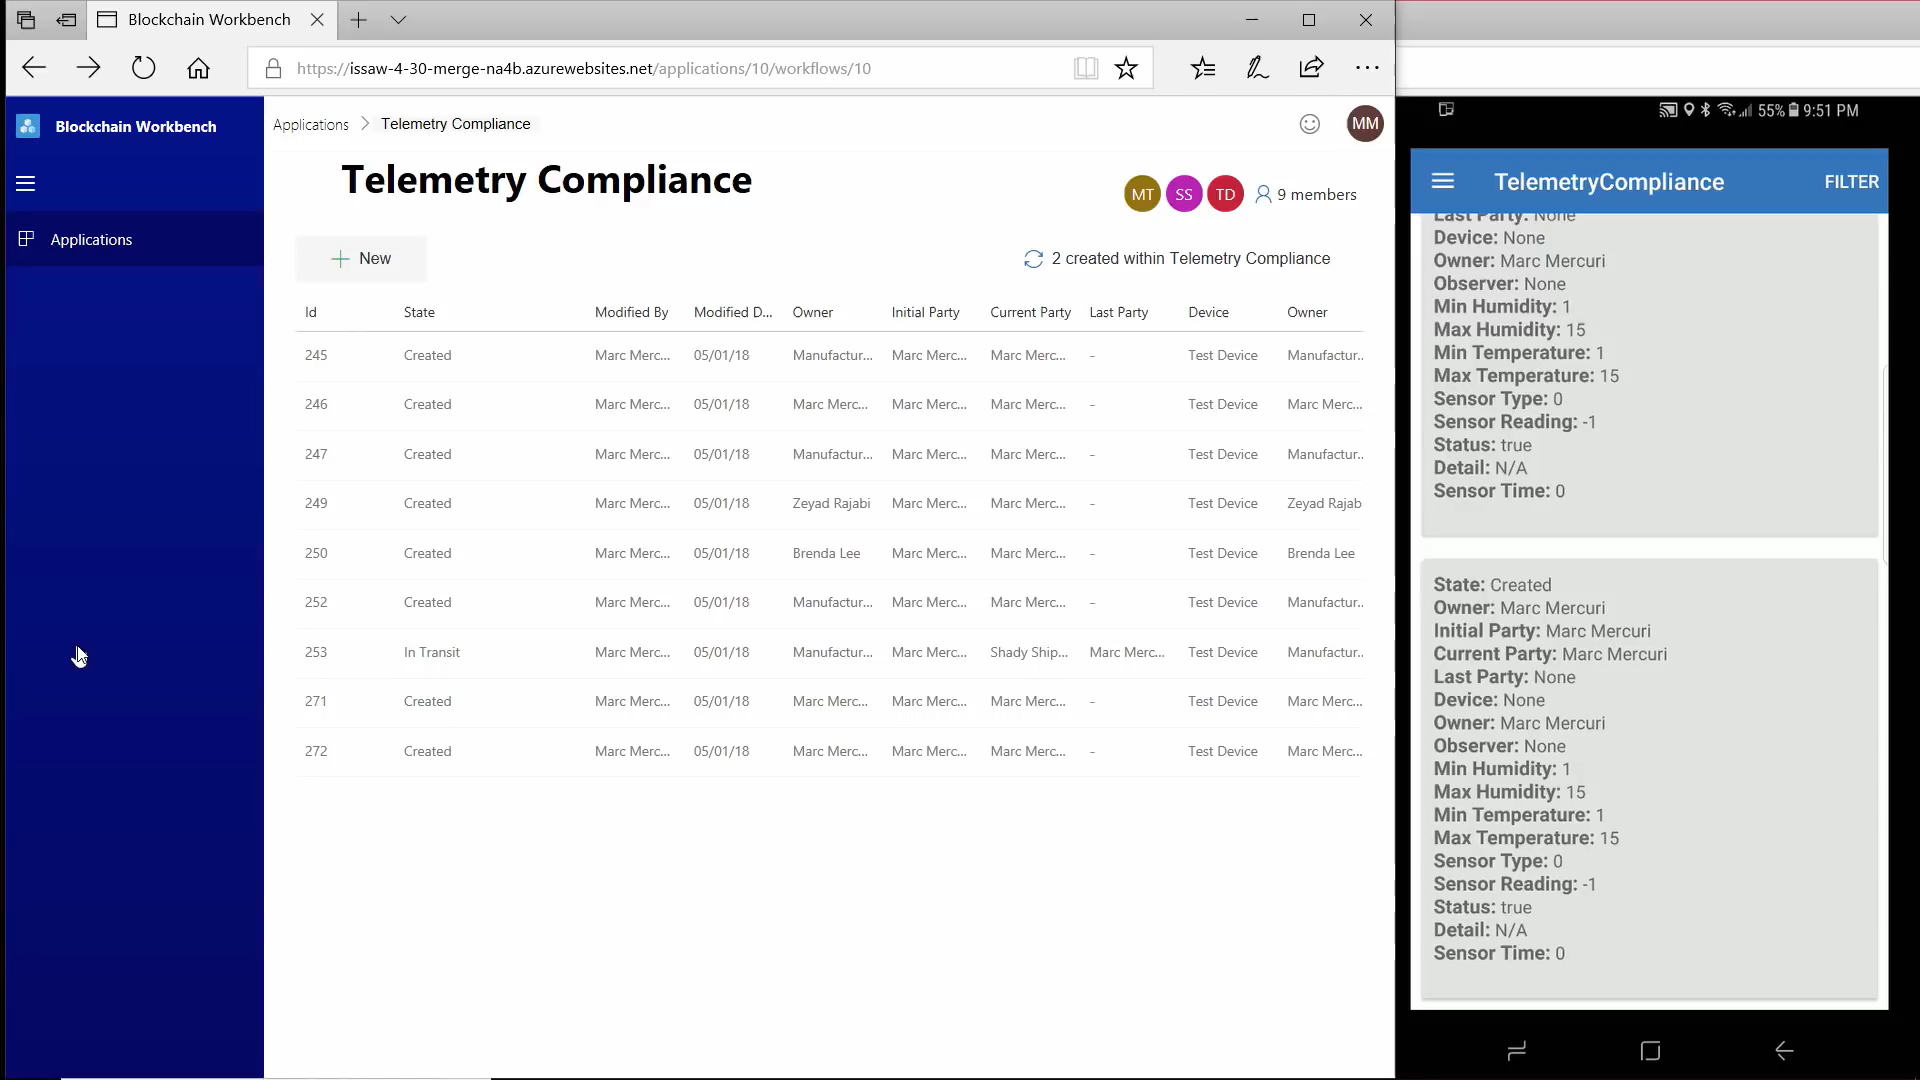 Blockchain Workbench
https://issaw-4-30-merge-na4b.azurewebsites.net/applications/10/workflows/10
Blockchain Workbench
Applications
Applications > Telemetry Compliance
MM
Telemetry Compliance
MT SS TD 9 members
New
2 created within Telemetry Compliance
Id State Modified By Modified D... Owner Initial Party Current Party Last Party Device Owner
245 Created Marc Merc... 05/01/18 Manufactur... Marc Merc... Marc Merc... - Test Device Manufactur..
246 Created Marc Merc... 05/01/18 Marc Merc... Marc Merc... Marc Merc... - Test Device Marc Merc...
247 Created Marc Merc... 05/01/18 Manufactur... Marc Merc... Marc Merc... - Test Device Manufactur..
249 Created Marc Merc... 05/01/18 Zeyad Rajabi Marc Merc... Marc Merc... - Test Device Zeyad Rajab
250 Created Marc Merc... 05/01/18 Brenda Lee Marc Merc... Marc Merc... - Test Device Brenda Lee
252 Created Marc Merc... 05/01/18 Manufactur... Marc Merc... Marc Merc... - Test Device Manufactur..
253 In Transit Marc Merc... 05/01/18 Manufactur... Marc Merc... Shady Ship... Marc Merc... Test Device Manufactur..
271 Created Marc Merc... 05/01/18 Marc Merc... Marc Merc... Marc Merc... - Test Device Marc Merc...
272 Created Marc Merc... 05/01/18 Marc Merc... Marc Merc... Marc Merc... - Test Device Marc Merc...
55% 9:51 PM
TelemetryCompliance FILTER
Last Party: None
Device: None
Owner: Marc Mercuri
Observer: None
Min Humidity: 1
Max Humidity: 15
Min Temperature: 1
Max Temperature: 15
Sensor Type: 0
Sensor Reading: -1
Status: true
Detail: N/A
Sensor Time: 0
State: Created
Owner: Marc Mercuri
Initial Party: Marc Mercuri
Current Party: Marc Mercuri
Last Party: None
Device: None
Owner: Marc Mercuri
Observer: None
Min Humidity: 1
Max Humidity: 15
Min Temperature: 1
Max Temperature: 15
Sensor Type: 0
Sensor Reading: -1
Status: true
Detail: N/A
Sensor Time: 0